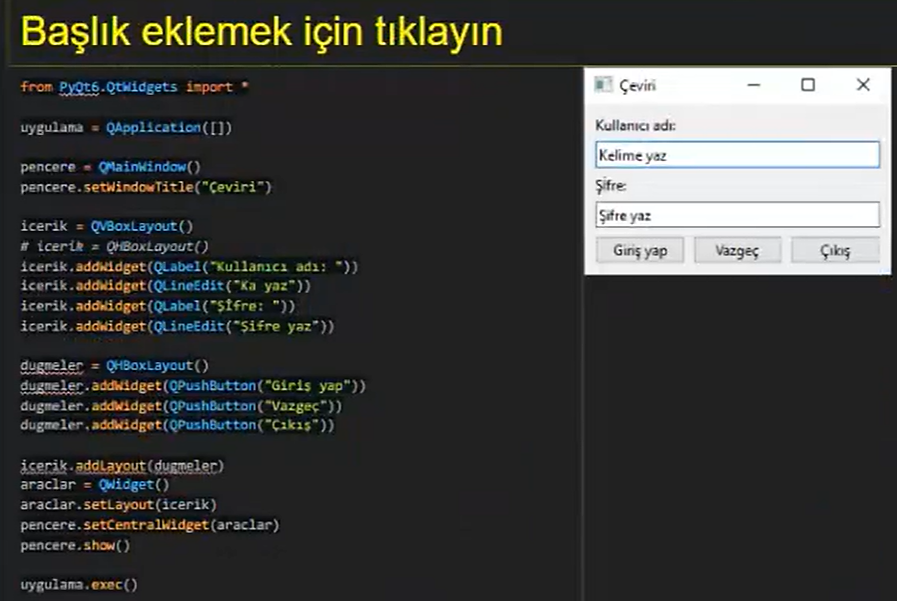 Başlık eklemek için tıklayın
from PyQt6.QtWidgets import *
uygulama = QApplication([])
pencere = QMainWindow()
pencere.setWindowTitle("Çeviri")
icerik = QVBoxLayout()
# icerik = QHBoxLayout()
icerik.addWidget(QLabel("Kullanıcı adı: "))
icerik.addWidget(QLineEdit("Ka yaz"))
icerik.addWidget(QLabel("Şifre: "))
icerik.addWidget(QLineEdit("Şifre yaz"))
dugmeler = QHBoxLayout()
dugmeler.addWidget(QPushButton("Giriş yap"))
dugmeler.addWidget(QPushButton("Vazgeç"))
dugmeler.addWidget(QPushButton("Çıkış"))
icerik.addLayout(dugmeler)
araclar = QWidget()
araclar.setLayout(icerik)
pencere.setCentralWidget(araclar)
pencere.show()
uygulama.exec()
Çeviri
Kullanıcı adı:
Kelime yaz
Şifre:
Şifre yaz
Giriş yap Vazgeç Çıkış